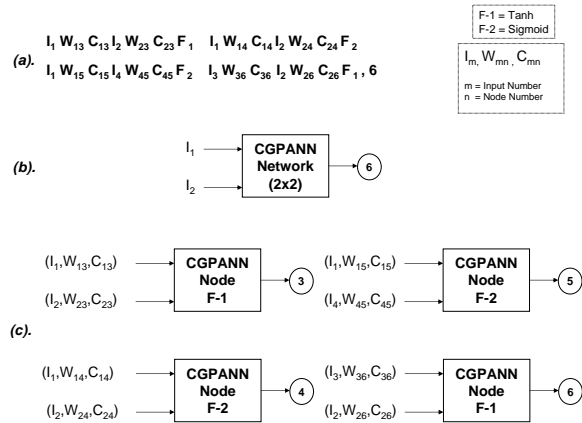 F-1 = Tanh
F-2 = Sigmoid
(a).
I₁ W₁₃ C₁₃ I₂ W₂₃ C₂₃ F₁ I₁ W₁₄ C₁₄ I₂ W₂₄ C₂₄ F₂
I₁ W₁₅ C₁₅ I₄ W₄₅ C₄₅ F₂ I₃ W₃₆ C₃₆ I₂ W₂₆ C₂₆ F₁ , 6
Iₘ, Wₘₙ , Cₘₙ
m = Input Number
n = Node Number
(b).
I₁
I₂
CGPANN
Network
(2x2)
6
(c).
(I₁,W₁₃,C₁₃)
(I₂,W₂₃,C₂₃)
CGPANN
Node
F-1
3
(I₁,W₁₅,C₁₅)
(I₄,W₄₅,C₄₅)
CGPANN
Node
F-2
5
(I₁,W₁₄,C₁₄)
(I₂,W₂₄,C₂₄)
CGPANN
Node
F-2
4
(I₃,W₃₆,C₃₆)
(I₂,W₂₆,C₂₆)
CGPANN
Node
F-1
6